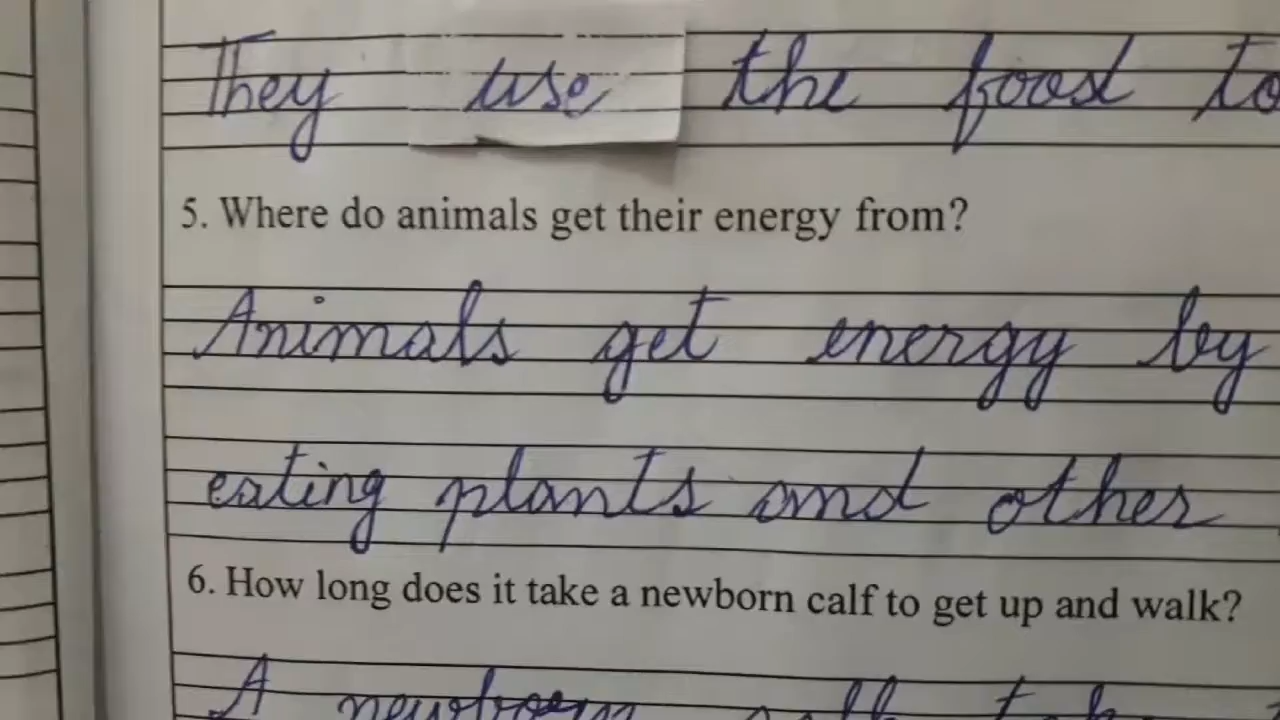 They use the food to
5. Where do animals get their energy from?
Animals get energy by
eating plants and other
6. How long does it take a newborn calf to get up and walk?
A newborn